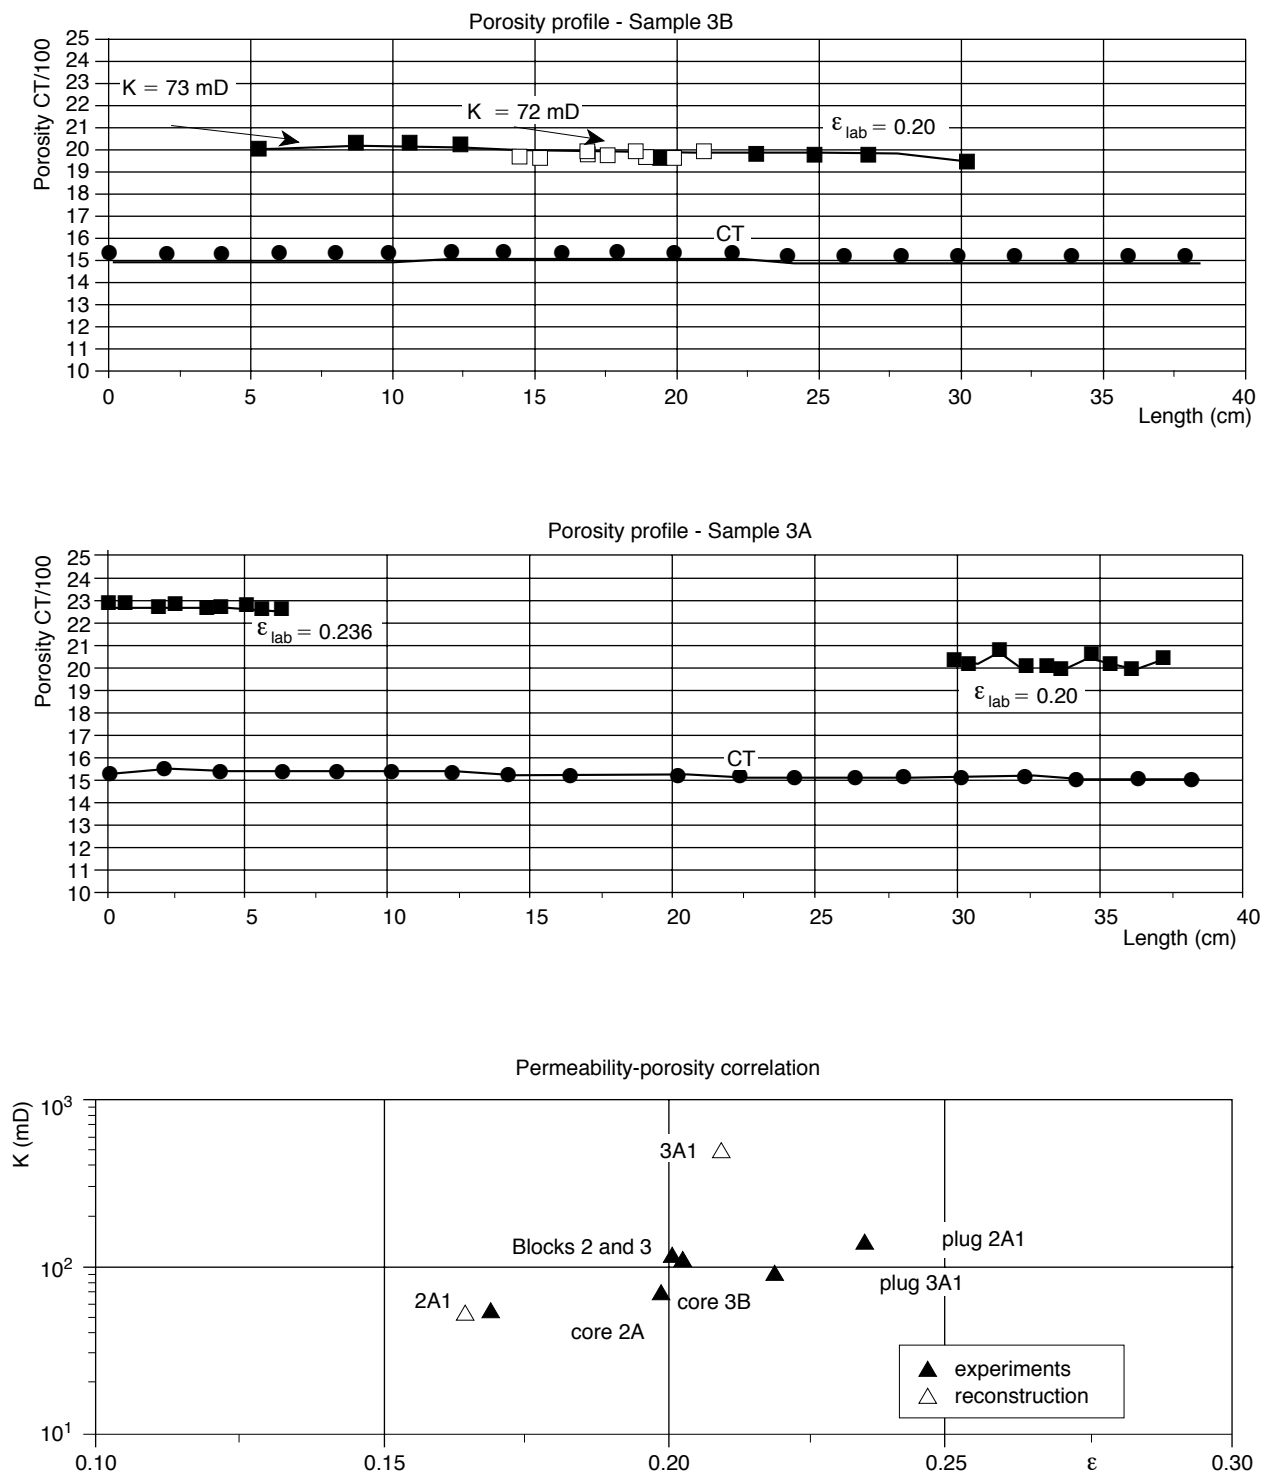 Porosity profile - Sample 3B
Porosity CT/100
25
24
23
22
21
20
19
18
17
16
15
14
13
12
11
10
K = 73 mD
K = 72 mD
ε lab = 0.20
CT
0 5 10 15 20 25 30 35 40
Length (cm)
Porosity profile - Sample 3A
Porosity CT/100
25
24
23
22
21
20
19
18
17
16
15
14
13
12
11
10
ε lab = 0.236
ε lab = 0.20
CT
0 5 10 15 20 25 30 35 40
Length (cm)
Permeability-porosity correlation
K (mD)
10³
10²
10¹
3A1
Blocks 2 and 3
plug 2A1
plug 3A1
2A1
core 3B
core 2A
experiments
reconstruction
0.10 0.15 0.20 0.25 ε 0.30